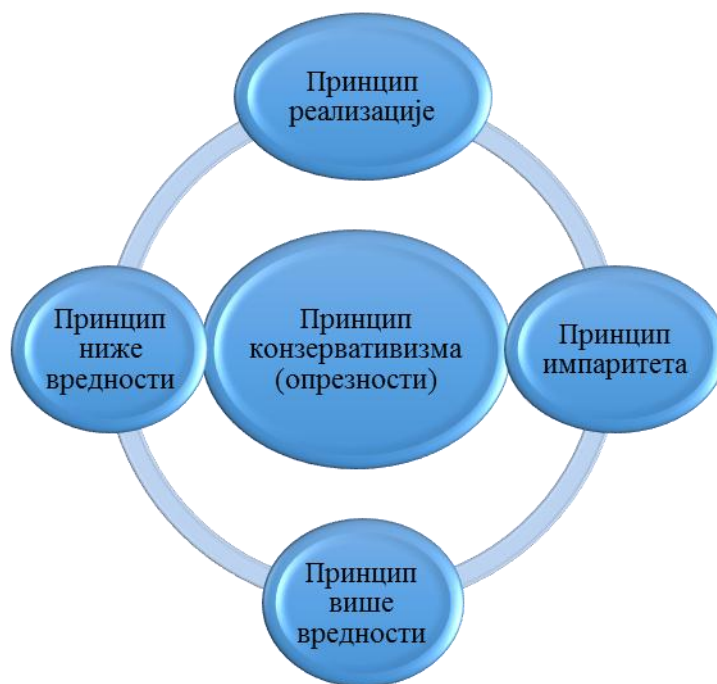 Принцип
реализације
Принцип
ниже
вредности
Принцип
конзервативизма
(опрезности)
Принцип
импаритета
Принцип
више
вредности